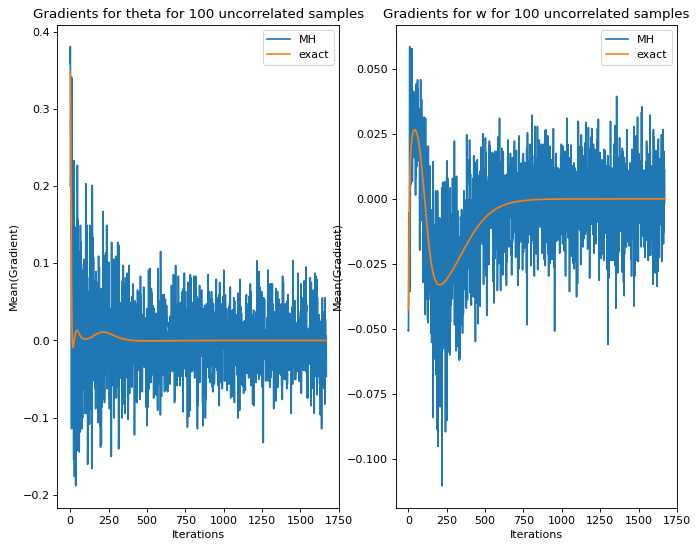 Gradients for theta for 100 uncorrelated samples
Mean(Gradient)
0.4
0.3
0.2
0.1
0.0
−0.1
−0.2
MH
exact
0 250 500 750 1000 1250 1500 1750
Iterations
Gradients for w for 100 uncorrelated samples
Mean(Gradient)
0.050
0.025
0.000
−0.025
−0.050
−0.075
−0.100
MH
exact
0 250 500 750 1000 1250 1500 1750
Iterations